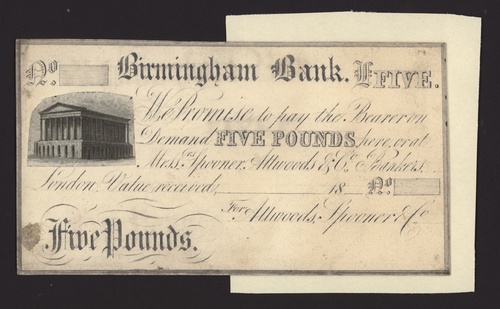 No. Birmingham Bank. £FIVE.
We Promise to pay the Bearer on
Demand FIVE POUNDS, here, or at
Messrs. Spooner, Attwoods & Co. Bankers
London, Value received 18 No.
For Attwoods, Spooner & Co
Five Pounds.